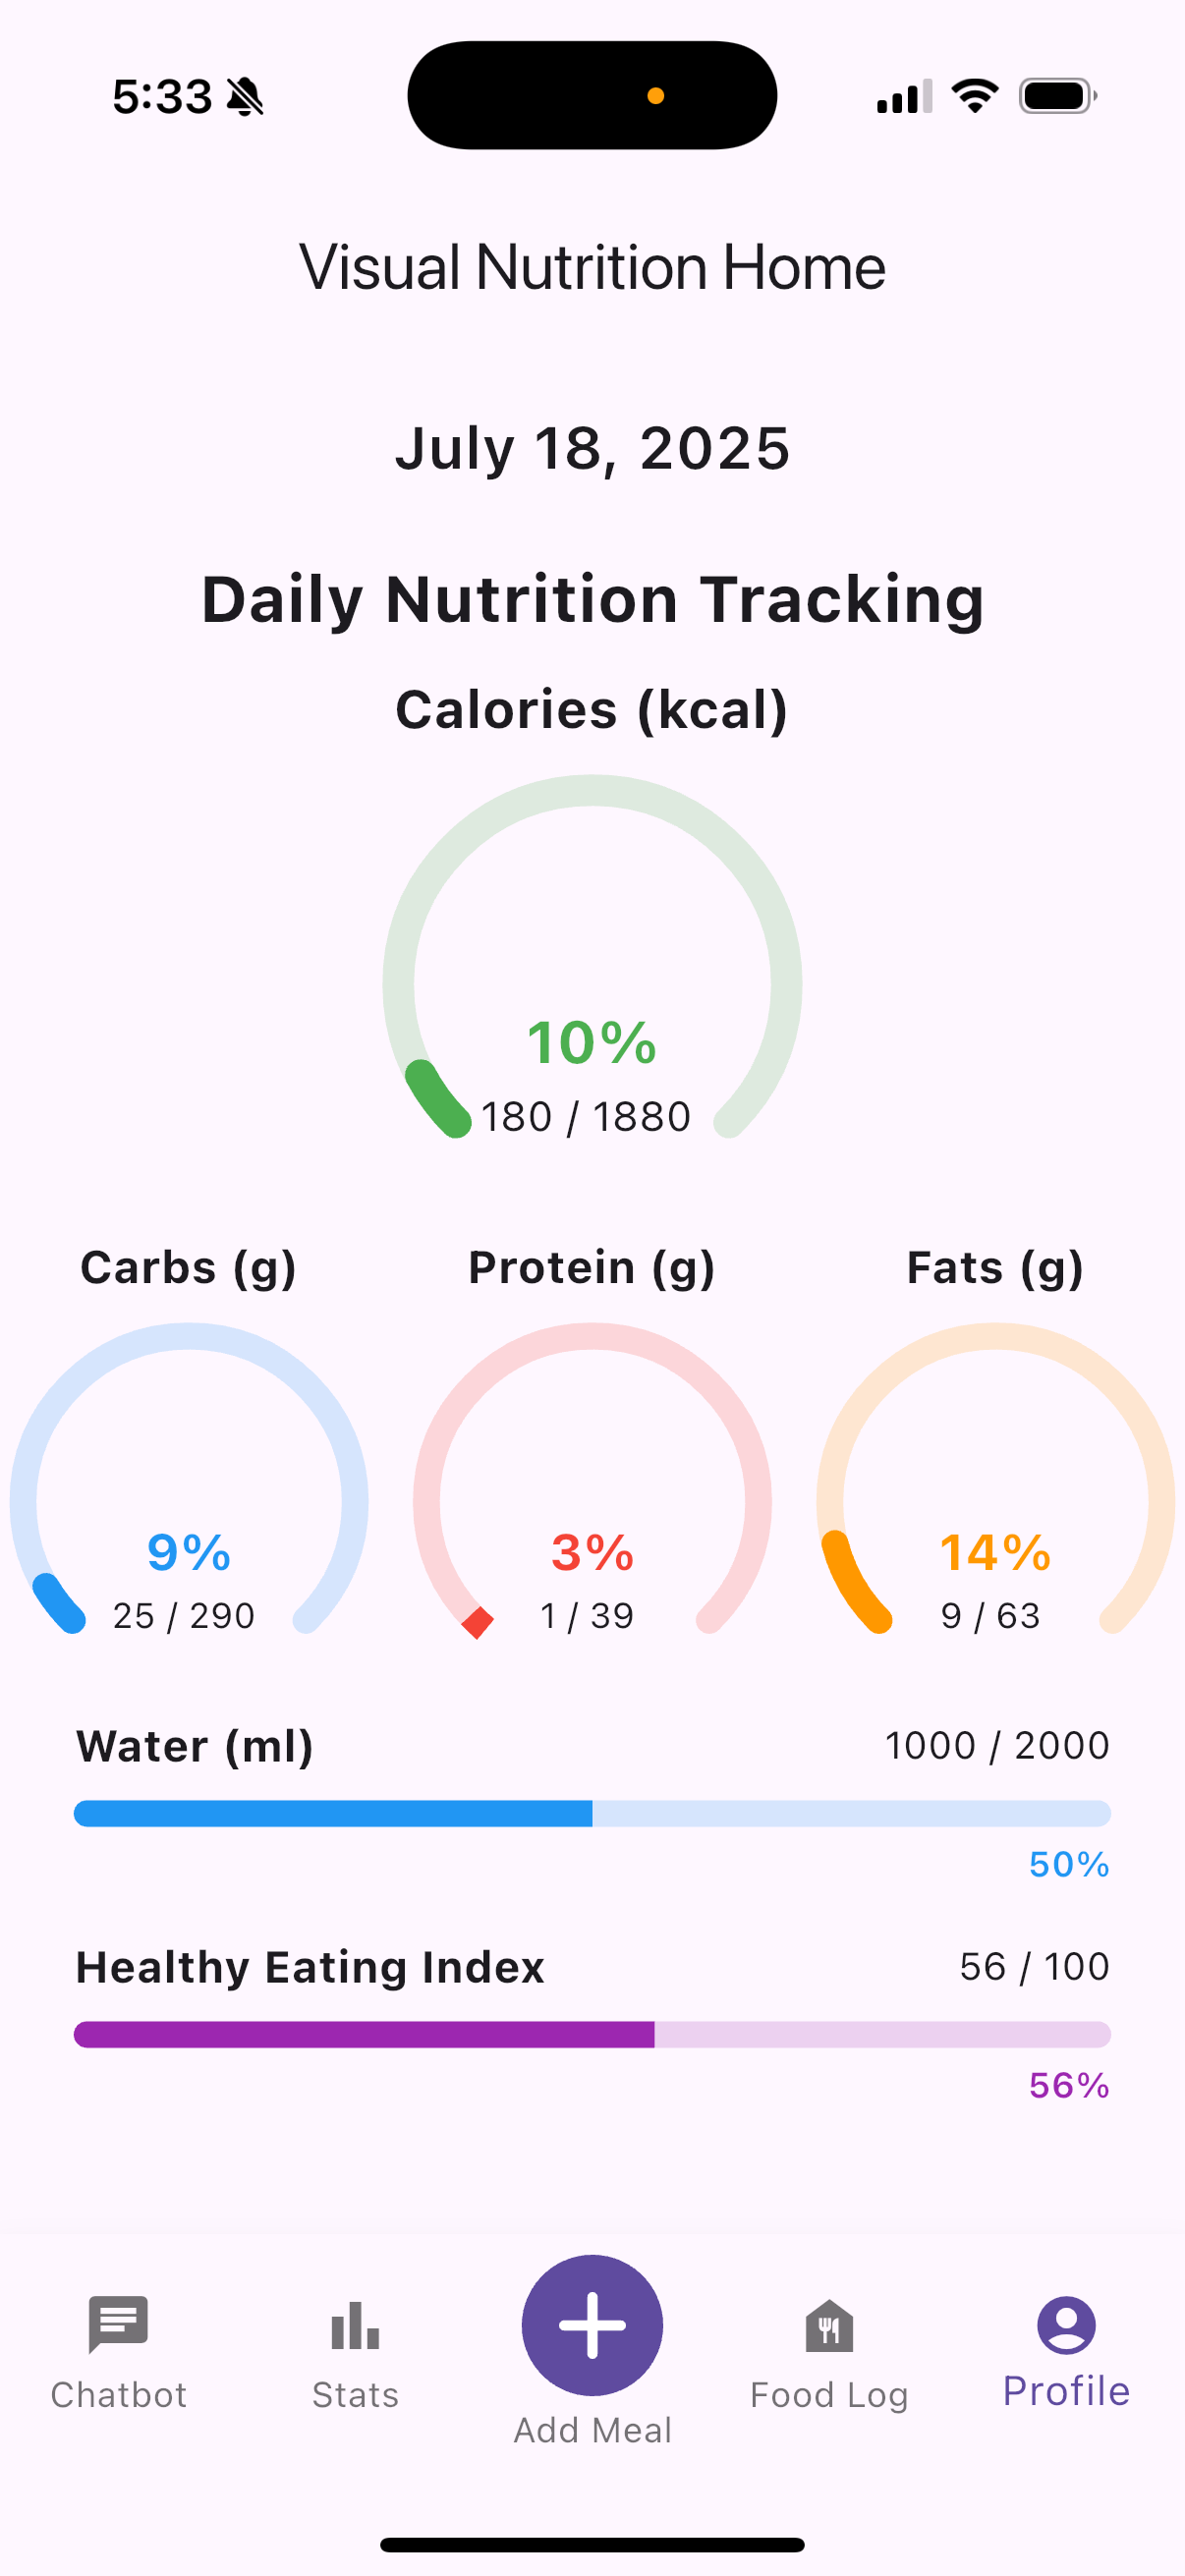 5:33
Visual Nutrition Home
July 18, 2025
Daily Nutrition Tracking
Calories (kcal)
10%
180 / 1880
Carbs (g) Protein (g) Fats (g)
9% 3% 14%
25 / 290 1 / 39 9 / 63
Water (ml) 1000 / 2000
50%
Healthy Eating Index 56 / 100
56%
Chatbot Stats Add Meal Food Log Profile